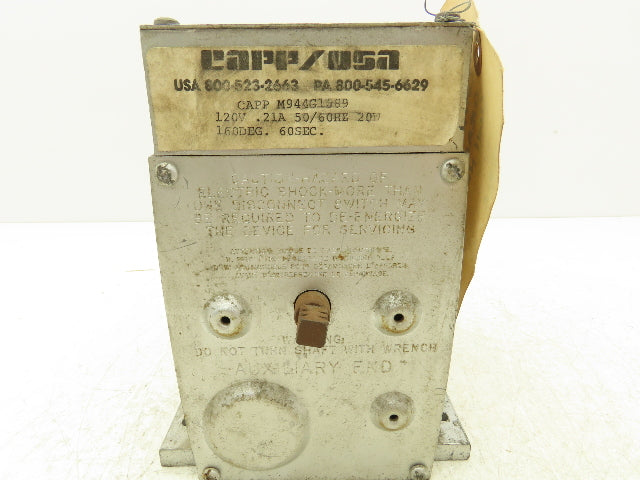 CAPP/USA
USA 800-523-2663 PA 800-545-6629
CAPP M944G1089
120V .21A 50/60HZ 20W
160DEG. 60SEC.
CAUTION-HAZARD OF
ELECTRIC SHOCK-MORE THAN
ONE DISCONNECT SWITCH MAY
BE REQUIRED TO DE-ENERGIZE
THE DEVICE FOR SERVICING
WARNING
DO NOT TURN SHAFT WITH WRENCH
AUXILIARY END